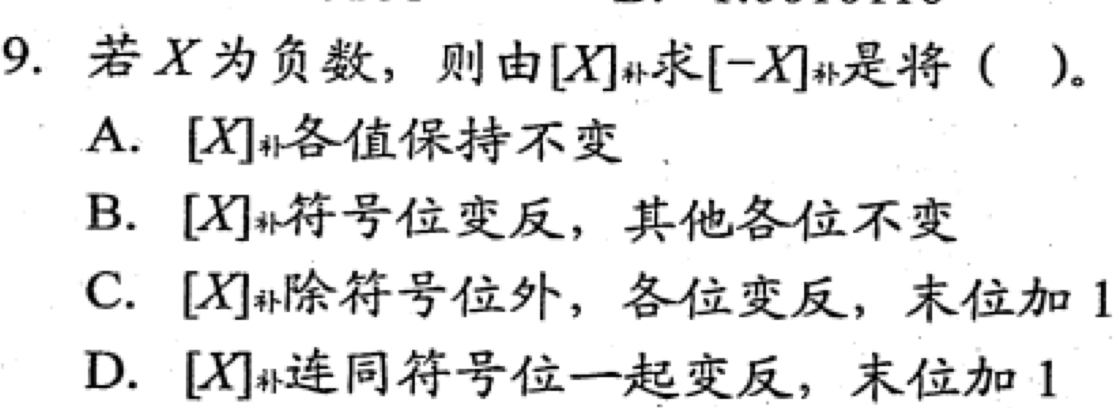 9. 若 X 为负数，则由[X]补求[-X]补是将（ ）。
A. [X]补各值保持不变
B. [X]补符号位变反，其他各位不变
C. [X]补除符号位外，各位变反，末位加 1
D. [X]补连同符号位一起变反，末位加 1